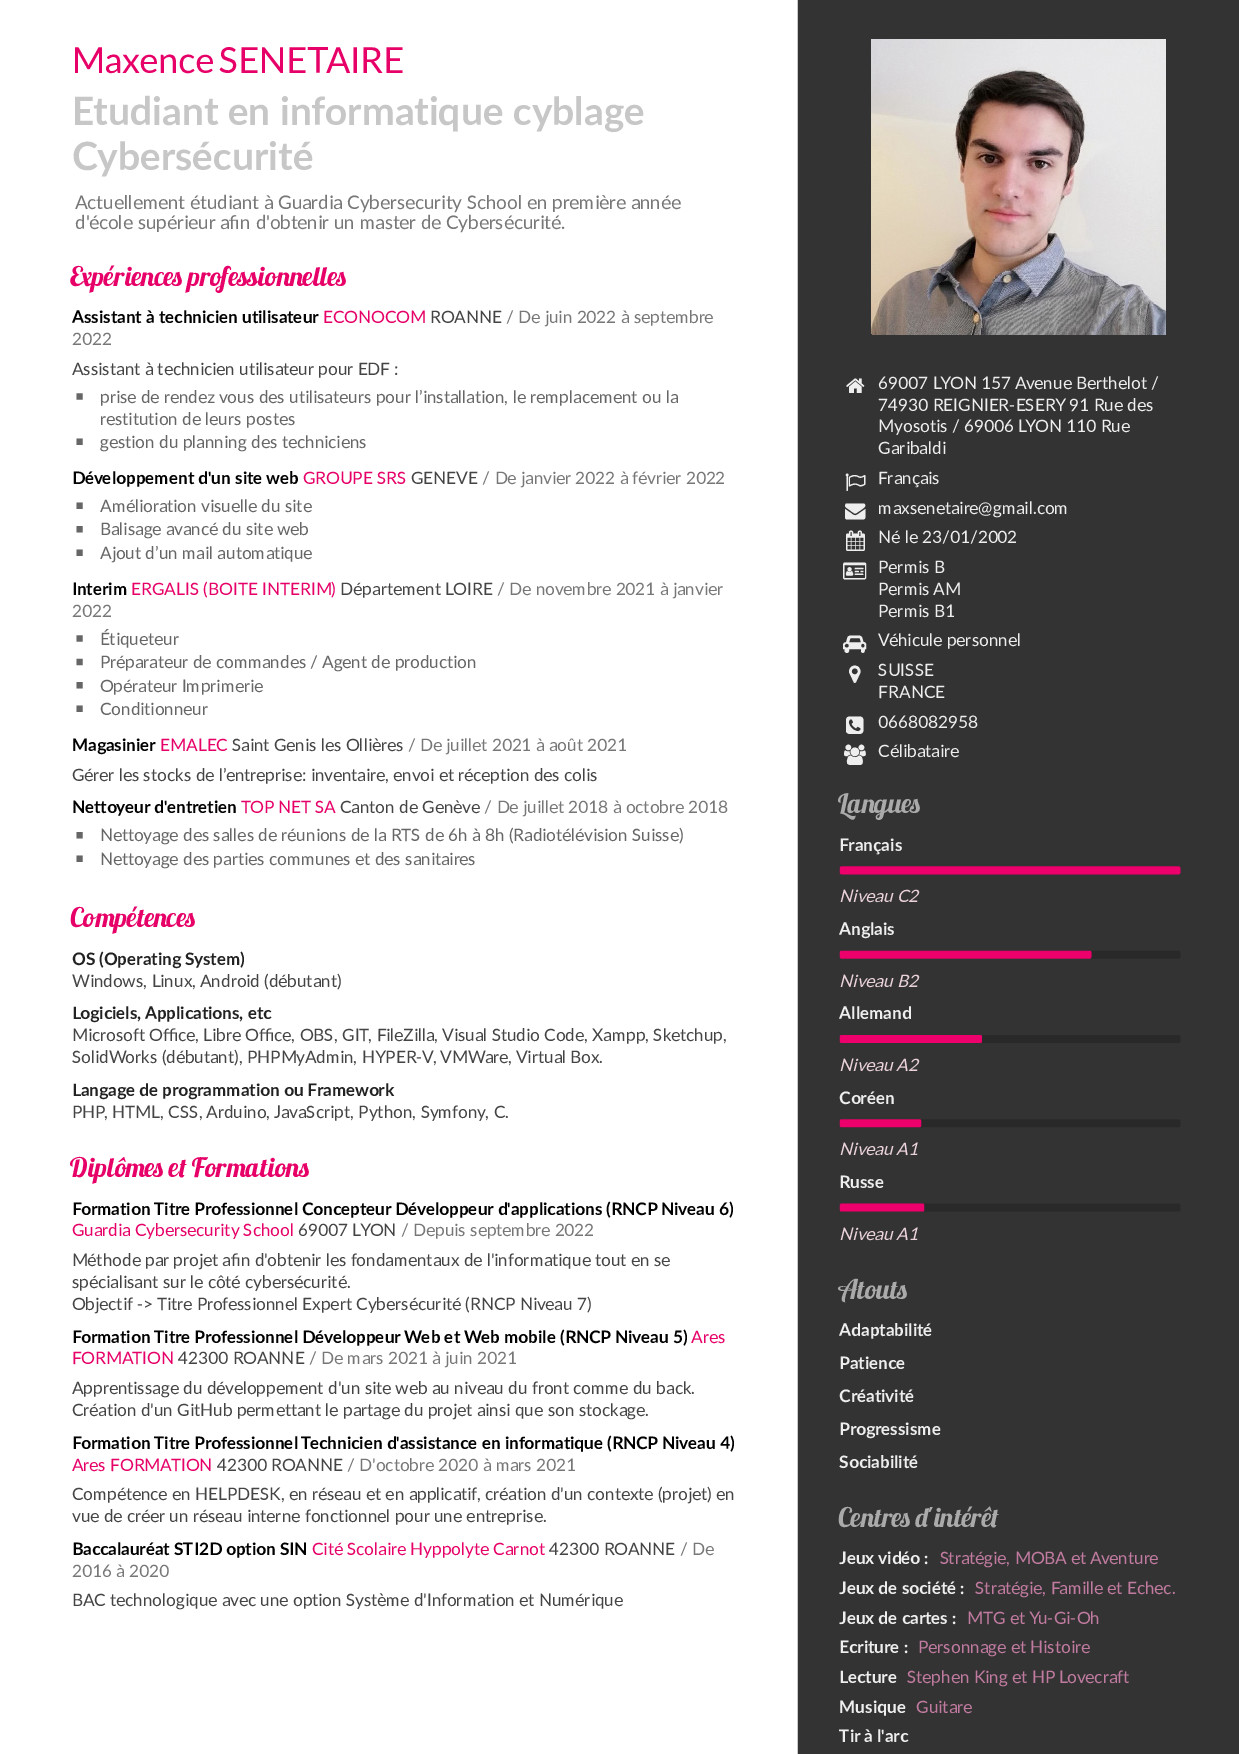 Maxence SENETAIRE
Etudiant en informatique cyblage
Cybersécurité
Actuellement étudiant à Guardia Cybersecurity School en première année
d'école supérieur afin d'obtenir un master de Cybersécurité.
Expériences professionnelles
Assistant à technicien utilisateur ECONOCOM ROANNE / De juin 2022 à septembre
2022
Assistant à technicien utilisateur pour EDF :
▪ prise de rendez vous des utilisateurs pour l’installation, le remplacement ou la
restitution de leurs postes
▪ gestion du planning des techniciens
Développement d'un site web GROUPE SRS GENEVE / De janvier 2022 à février 2022
▪ Amélioration visuelle du site
▪ Balisage avancé du site web
▪ Ajout d’un mail automatique
Interim ERGALIS (BOITE INTERIM) Département LOIRE / De novembre 2021 à janvier
2022
▪ Étiqueteur
▪ Préparateur de commandes / Agent de production
▪ Opérateur Imprimerie
▪ Conditionneur
Magasinier EMALEC Saint Genis les Ollières / De juillet 2021 à août 2021
Gérer les stocks de l’entreprise: inventaire, envoi et réception des colis
Nettoyeur d'entretien TOP NET SA Canton de Genève / De juillet 2018 à octobre 2018
▪ Nettoyage des salles de réunions de la RTS de 6h à 8h (Radiotélévision Suisse)
▪ Nettoyage des parties communes et des sanitaires
Compétences
OS (Operating System)
Windows, Linux, Android (débutant)
Logiciels, Applications, etc
Microsoft Office, Libre Office, OBS, GIT, FileZilla, Visual Studio Code, Xampp, Sketchup,
SolidWorks (débutant), PHPMyAdmin, HYPER-V, VMWare, Virtual Box.
Langage de programmation ou Framework
PHP, HTML, CSS, Arduino, JavaScript, Python, Symfony, C.
Diplômes et Formations
Formation Titre Professionnel Concepteur Développeur d'applications (RNCP Niveau 6)
Guardia Cybersecurity School 69007 LYON / Depuis septembre 2022
Méthode par projet afin d'obtenir les fondamentaux de l'informatique tout en se
spécialisant sur le côté cybersécurité.
Objectif -> Titre Professionnel Expert Cybersécurité (RNCP Niveau 7)
Formation Titre Professionnel Développeur Web et Web mobile (RNCP Niveau 5) Ares
FORMATION 42300 ROANNE / De mars 2021 à juin 2021
Apprentissage du développement d'un site web au niveau du front comme du back.
Création d'un GitHub permettant le partage du projet ainsi que son stockage.
Formation Titre Professionnel Technicien d'assistance en informatique (RNCP Niveau 4)
Ares FORMATION 42300 ROANNE / D'octobre 2020 à mars 2021
Compétence en HELPDESK, en réseau et en applicatif, création d'un contexte (projet) en
vue de créer un réseau interne fonctionnel pour une entreprise.
Baccalauréat STI2D option SIN Cité Scolaire Hyppolyte Carnot 42300 ROANNE / De
2016 à 2020
BAC technologique avec une option Système d'Information et Numérique
69007 LYON 157 Avenue Berthelot /
74930 REIGNIER-ESERY 91 Rue des
Myosotis / 69006 LYON 110 Rue
Garibaldi
Français
maxsenetaire@gmail.com
Né le 23/01/2002
Permis B
Permis AM
Permis B1
Véhicule personnel
SUISSE
FRANCE
0668082958
Célibataire
Langues
Français
Niveau C2
Anglais
Niveau B2
Allemand
Niveau A2
Coréen
Niveau A1
Russe
Niveau A1
Atouts
Adaptabilité
Patience
Créativité
Progressisme
Sociabilité
Centres d'intérêt
Jeux vidéo : Stratégie, MOBA et Aventure
Jeux de société : Stratégie, Famille et Echec.
Jeux de cartes : MTG et Yu-Gi-Oh
Ecriture : Personnage et Histoire
Lecture Stephen King et HP Lovecraft
Musique Guitare
Tir à l'arc